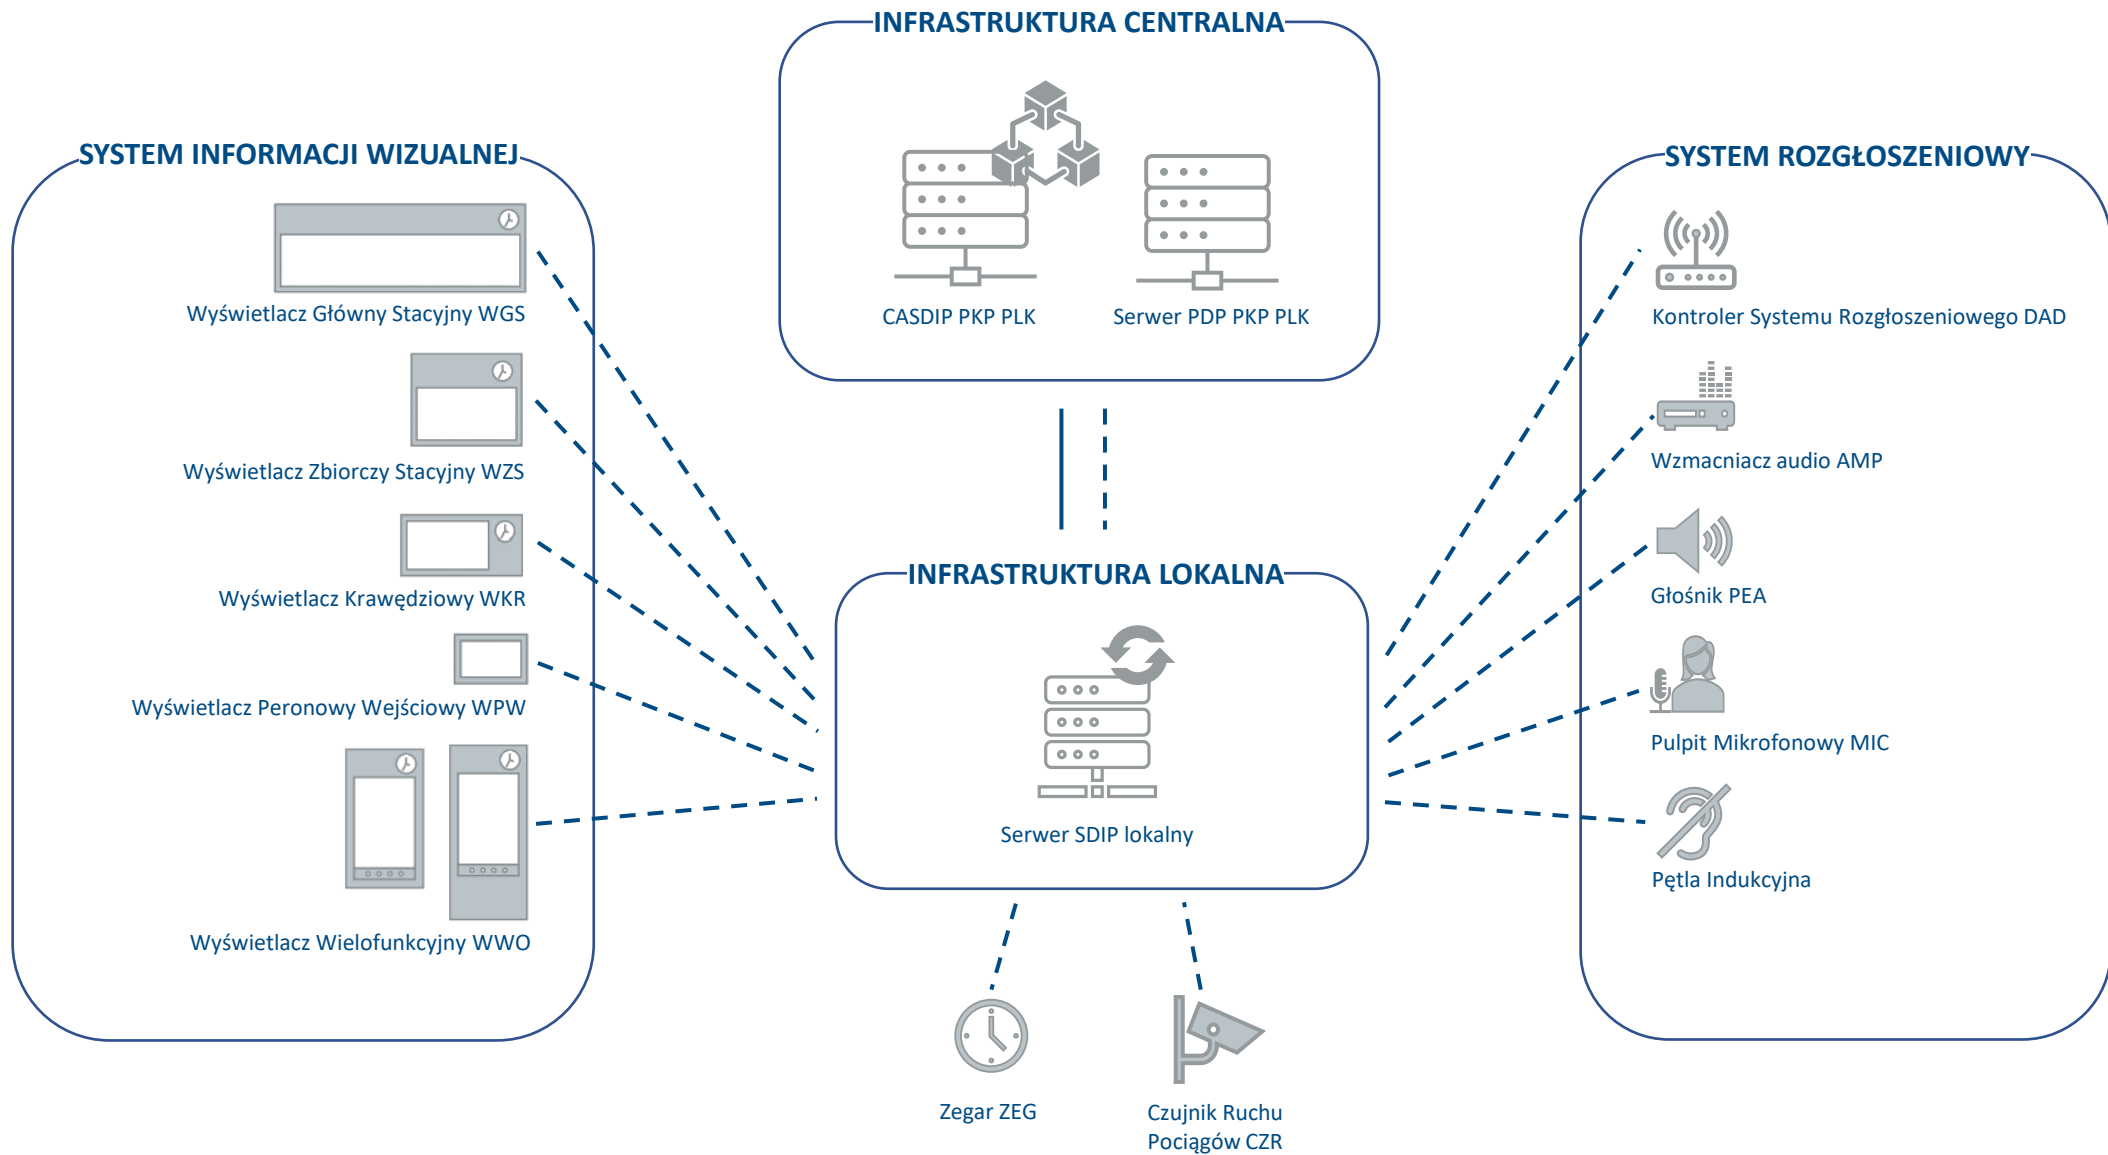 INFRASTRUKTURA CENTRALNA
CASDIP PKP PLK
Serwer PDP PKP PLK
SYSTEM INFORMACJI WIZUALNEJ
Wyświetlacz Główny Stacyjny WGS
Wyświetlacz Zbiorczy Stacyjny WZS
Wyświetlacz Krawędziowy WKR
Wyświetlacz Peronowy Wejściowy WPW
Wyświetlacz Wielofunkcyjny WWO
INFRASTRUKTURA LOKALNA
Serwer SDIP lokalny
Zegar ZEG
Czujnik Ruchu
Pociągów CZR
SYSTEM ROZGŁOSZENIOWY
Kontroler Systemu Rozgłoszeniowego DAD
Wzmacniacz audio AMP
Głośnik PEA
Pulpit Mikrofonowy MIC
Pętla Indukcyjna